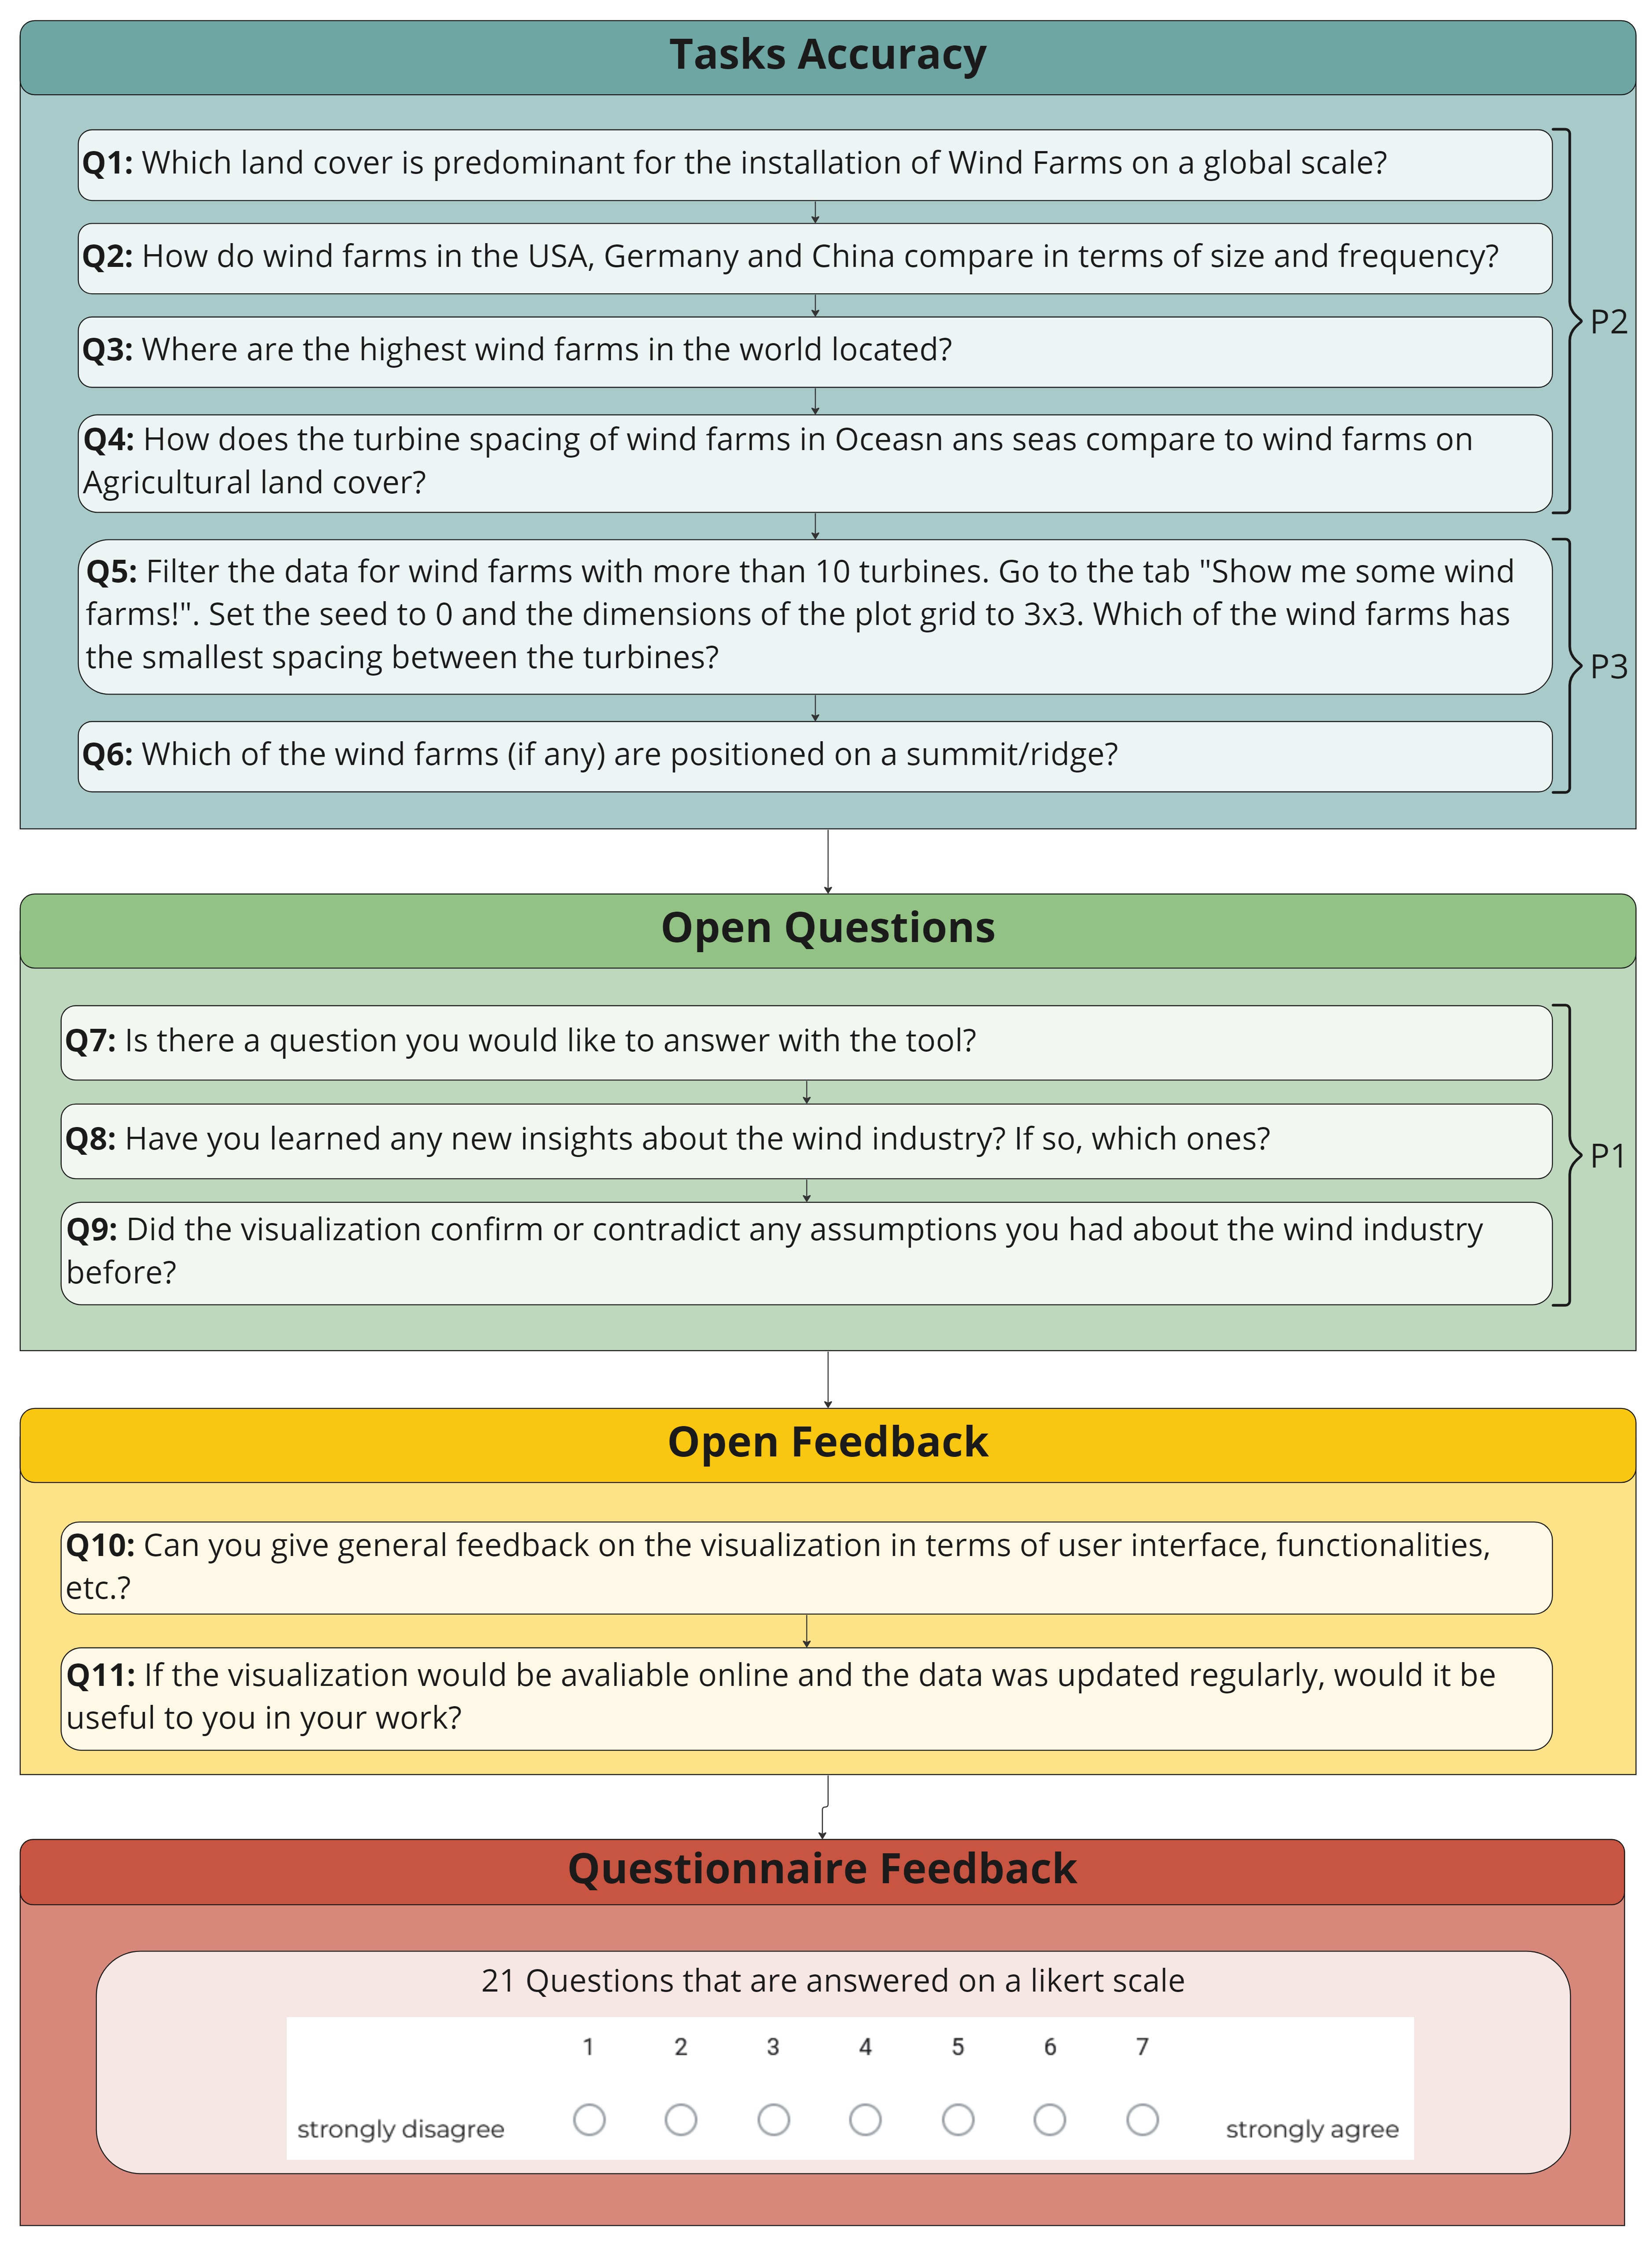 Tasks Accuracy
Q1: Which land cover is predominant for the installation of Wind Farms on a global scale?
Q2: How do wind farms in the USA, Germany and China compare in terms of size and frequency?
P2
Q3: Where are the highest wind farms in the world located?
Q4: How does the turbine spacing of wind farms in Oceasn ans seas compare to wind farms on
Agricultural land cover?
Q5: Filter the data for wind farms with more than 10 turbines. Go to the tab "Show me some wind
farms!". Set the seed to 0 and the dimensions of the plot grid to 3x3. Which of the wind farms has
the smallest spacing between the turbines?
P3
Q6: Which of the wind farms (if any) are positioned on a summit/ridge?
Open Questions
Q7: Is there a question you would like to answer with the tool?
Q8: Have you learned any new insights about the wind industry? If so, which ones?
P1
Q9: Did the visualization confirm or contradict any assumptions you had about the wind industry
before?
Open Feedback
Q10: Can you give general feedback on the visualization in terms of user interface, functionalities,
etc.?
Q11: If the visualization would be avaliable online and the data was updated regularly, would it be
useful to you in your work?
Questionnaire Feedback
21 Questions that are answered on a likert scale
1 2 3 4 5 6 7
strongly disagree strongly agree